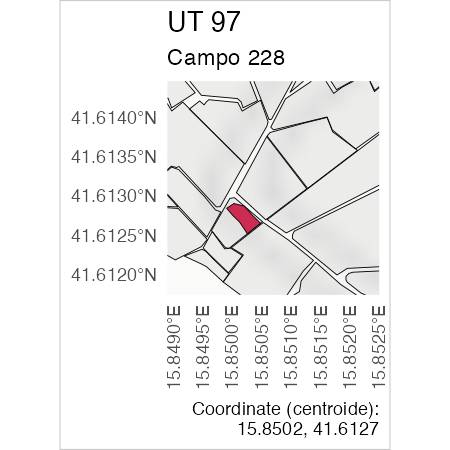 UT 97
Campo 228
41.6140°N
41.6135°N
41.6130°N
41.6125°N
41.6120°N
15.8490°E
15.8495°E
15.8500°E
15.8505°E
15.8510°E
15.8515°E
15.8520°E
15.8525°E
Coordinate (centroide):
15.8502, 41.6127